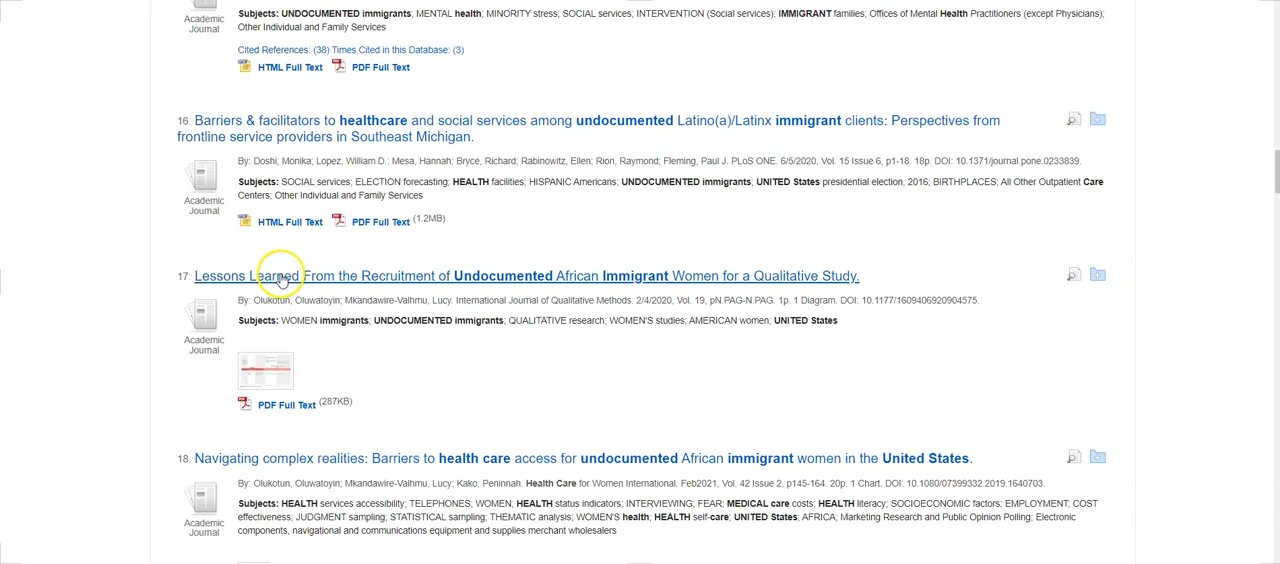 Subjects: UNDOCUMENTED immigrants; MENTAL health; MINORITY stress; SOCIAL services; INTERVENTION (Social services); IMMIGRANT families; Offices of Mental Health Practitioners (except Physicians);
Academic
Journal
Other Individual and Family Services
Cited References: (38) Times Cited in this Database: (3)
HTML Full Text PDF Full Text
16. Barriers & facilitators to healthcare and social services among undocumented Latino(a)/Latinx immigrant clients: Perspectives from
frontline service providers in Southeast Michigan.
By: Doshi, Monika; Lopez, William D.; Mesa, Hannah; Bryce, Richard; Rabinowitz, Ellen; Rion, Raymond; Fleming, Paul J. PLoS ONE. 6/5/2020, Vol. 15 Issue 6, p1-18. 18p. DOI: 10.1371/journal.pone.0233839.
Subjects: SOCIAL services; ELECTION forecasting; HEALTH facilities; HISPANIC Americans; UNDOCUMENTED immigrants; UNITED States presidential election, 2016; BIRTHPLACES; All Other Outpatient Care
Centers; Other Individual and Family Services
Academic
Journal
HTML Full Text PDF Full Text (1.2MB)
17. Lessons Learned From the Recruitment of Undocumented African Immigrant Women for a Qualitative Study.
By: Olukotun, Oluwatoyin; Mkandawire-Valhmu, Lucy. International Journal of Qualitative Methods. 2/4/2020, Vol. 19, pN.PAG-N.PAG. 1p. 1 Diagram. DOI: 10.1177/1609406920904575.
Subjects: WOMEN immigrants; UNDOCUMENTED immigrants; QUALITATIVE research; WOMEN'S studies; AMERICAN women; UNITED States
Academic
Journal
PDF Full Text (287KB)
18. Navigating complex realities: Barriers to health care access for undocumented African immigrant women in the United States.
By: Olukotun, Oluwatoyin; Mkandawire-Valhmu, Lucy; Kako, Peninnah. Health Care for Women International. Feb2021, Vol. 42 Issue 2, p145-164. 20p. 1 Chart. DOI: 10.1080/07399332.2019.1640703.
Subjects: HEALTH services accessibility; TELEPHONES; WOMEN; HEALTH status indicators; INTERVIEWING; FEAR; MEDICAL care costs; HEALTH literacy; SOCIOECONOMIC factors; EMPLOYMENT; COST
effectiveness; JUDGMENT sampling; STATISTICAL sampling; THEMATIC analysis; WOMEN'S health; HEALTH self-care; UNITED States; AFRICA; Marketing Research and Public Opinion Polling; Electronic
components, navigational and communications equipment and supplies merchant wholesalers
Academic
Journal